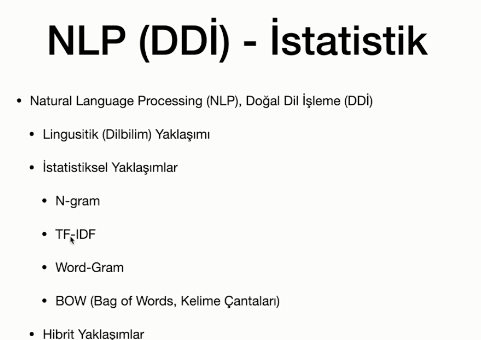 NLP (DDİ) - İstatistik
• Natural Language Processing (NLP), Doğal Dil İşleme (DDİ)
• Lingusitik (Dilbilim) Yaklaşımı
• İstatistiksel Yaklaşımlar
• N-gram
• TF-IDF
• Word-Gram
• BOW (Bag of Words, Kelime Çantaları)
• Hibrit Yaklaşımlar